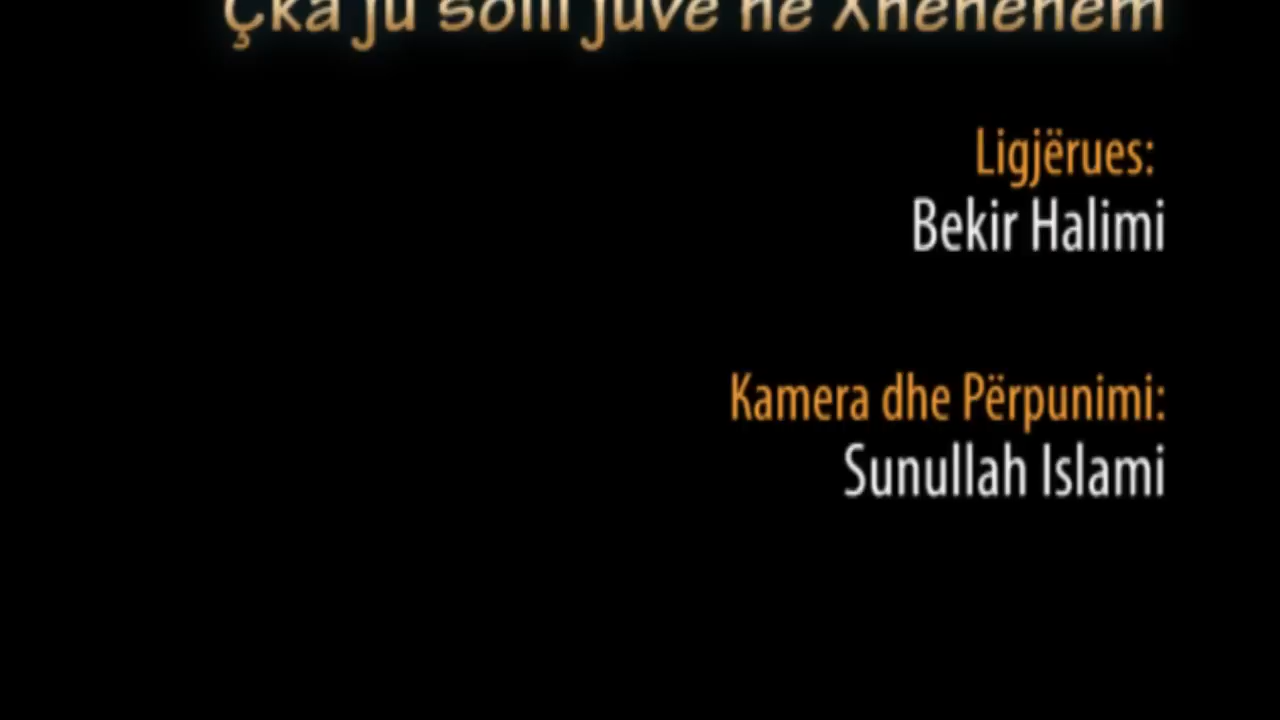 Çka ju solli juve në Xhehenem
Ligjërues:
Bekir Halimi
Kamera dhe Përpunimi:
Sunullah Islami